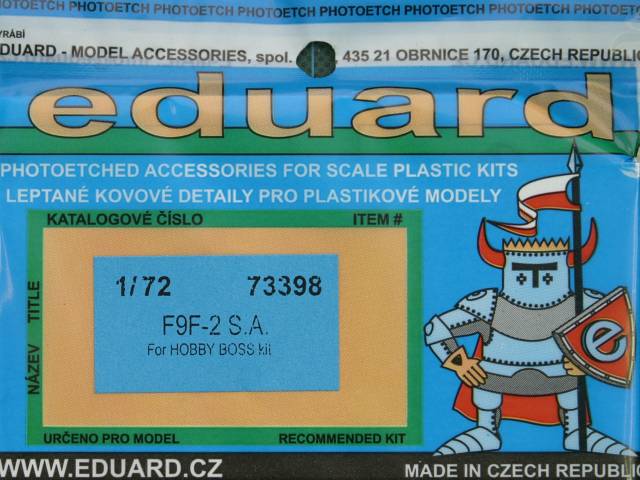 PHOTOETCH PHOTOETCH PHOTOETCH PHOTOETCH PHOTOETCH PHOTOETCH
DUARD - MODEL ACCESSORIES, spol. 435 21 OBRNICE 170, CZECH REPUBLIC
eduard
PHOTOETCHED ACCESSORIES FOR SCALE PLASTIC KITS
LEPTANÉ KOVOVÉ DETAILY PRO PLASTIKOVÉ MODELY
KATALOGOVÉ ČÍSLO ITEM #
1/72 73398
F9F-2 S.A.
For HOBBY BOSS kit
NÁZEV TITLE
e
URČENO PRO MODEL RECOMMENDED KIT
WWW.EDUARD.CZ MADE IN CZECH REPUBLIC